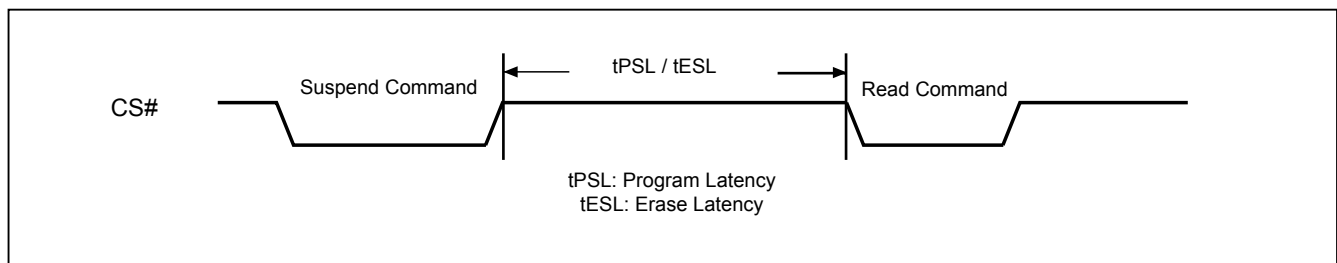 tPSL / tESL
Suspend Command
Read Command
CS#
tPSL: Program Latency
tESL: Erase Latency